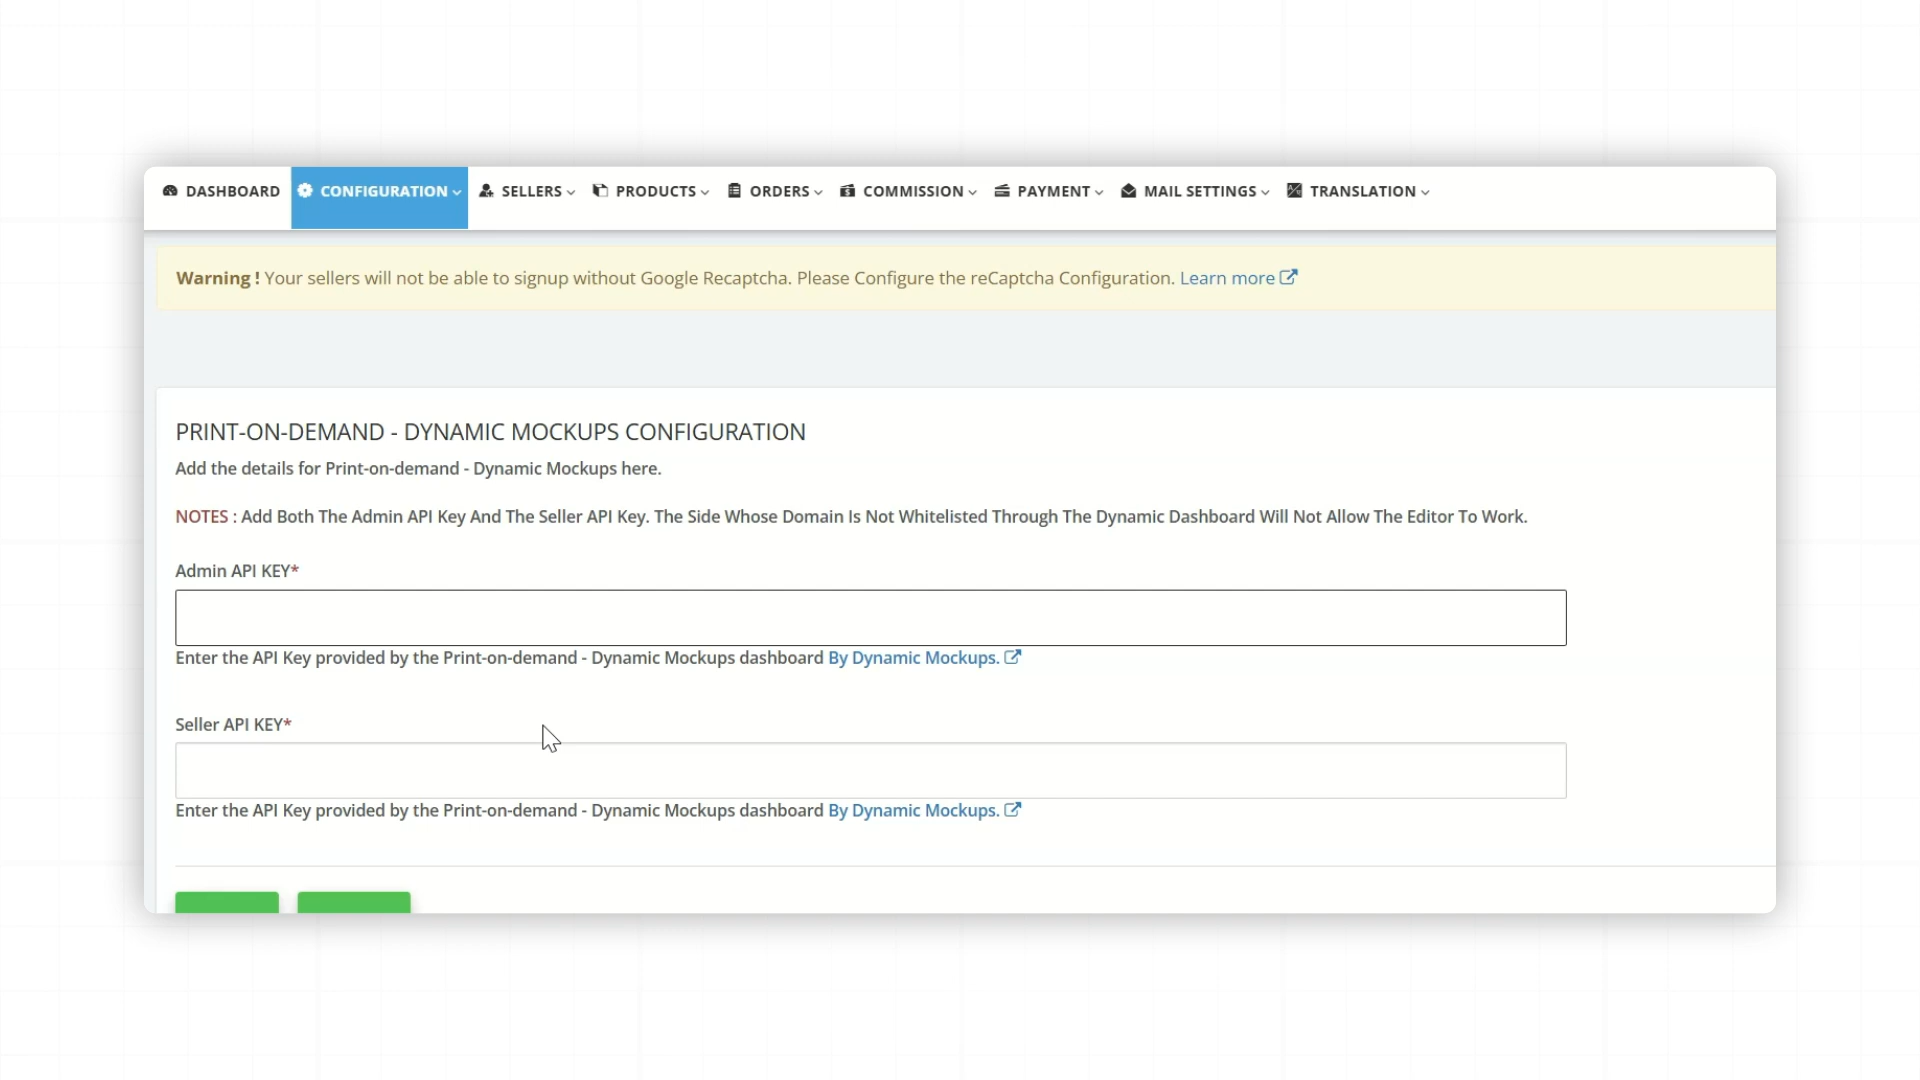 DASHBOARD CONFIGURATION SELLERS PRODUCTS ORDERS COMMISSION PAYMENT MAIL SETTINGS TRANSLATION
Warning ! Your sellers will not be able to signup without Google Recaptcha. Please Configure the reCaptcha Configuration. Learn more
PRINT-ON-DEMAND - DYNAMIC MOCKUPS CONFIGURATION
Add the details for Print-on-demand - Dynamic Mockups here.
NOTES : Add Both The Admin API Key And The Seller API Key. The Side Whose Domain Is Not Whitelisted Through The Dynamic Dashboard Will Not Allow The Editor To Work.
Admin API KEY*
Enter the API Key provided by the Print-on-demand - Dynamic Mockups dashboard By Dynamic Mockups.
Seller API KEY*
Enter the API Key provided by the Print-on-demand - Dynamic Mockups dashboard By Dynamic Mockups.